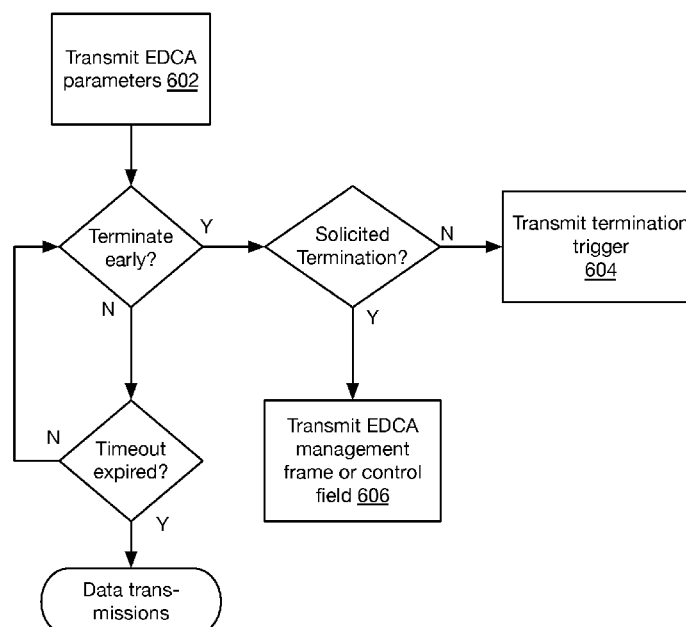 Transmit EDCA
parameters 602
Terminate
early?
Y
N
Solicited
Termination?
N
Y
Transmit termination
trigger
604
Transmit EDCA
management
frame or control
field 606
N
Timeout
expired?
Y
Data trans-
missions